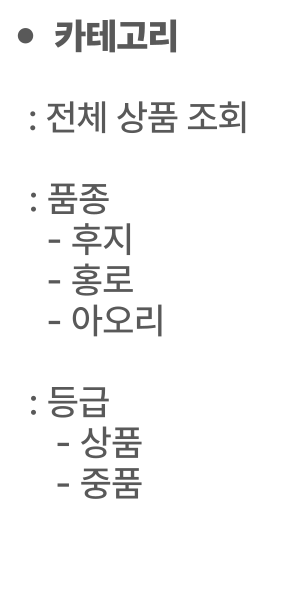 • 카테고리
: 전체 상품 조회
: 품종
- 후지
- 홍로
- 아오리
: 등급
- 상품
- 중품